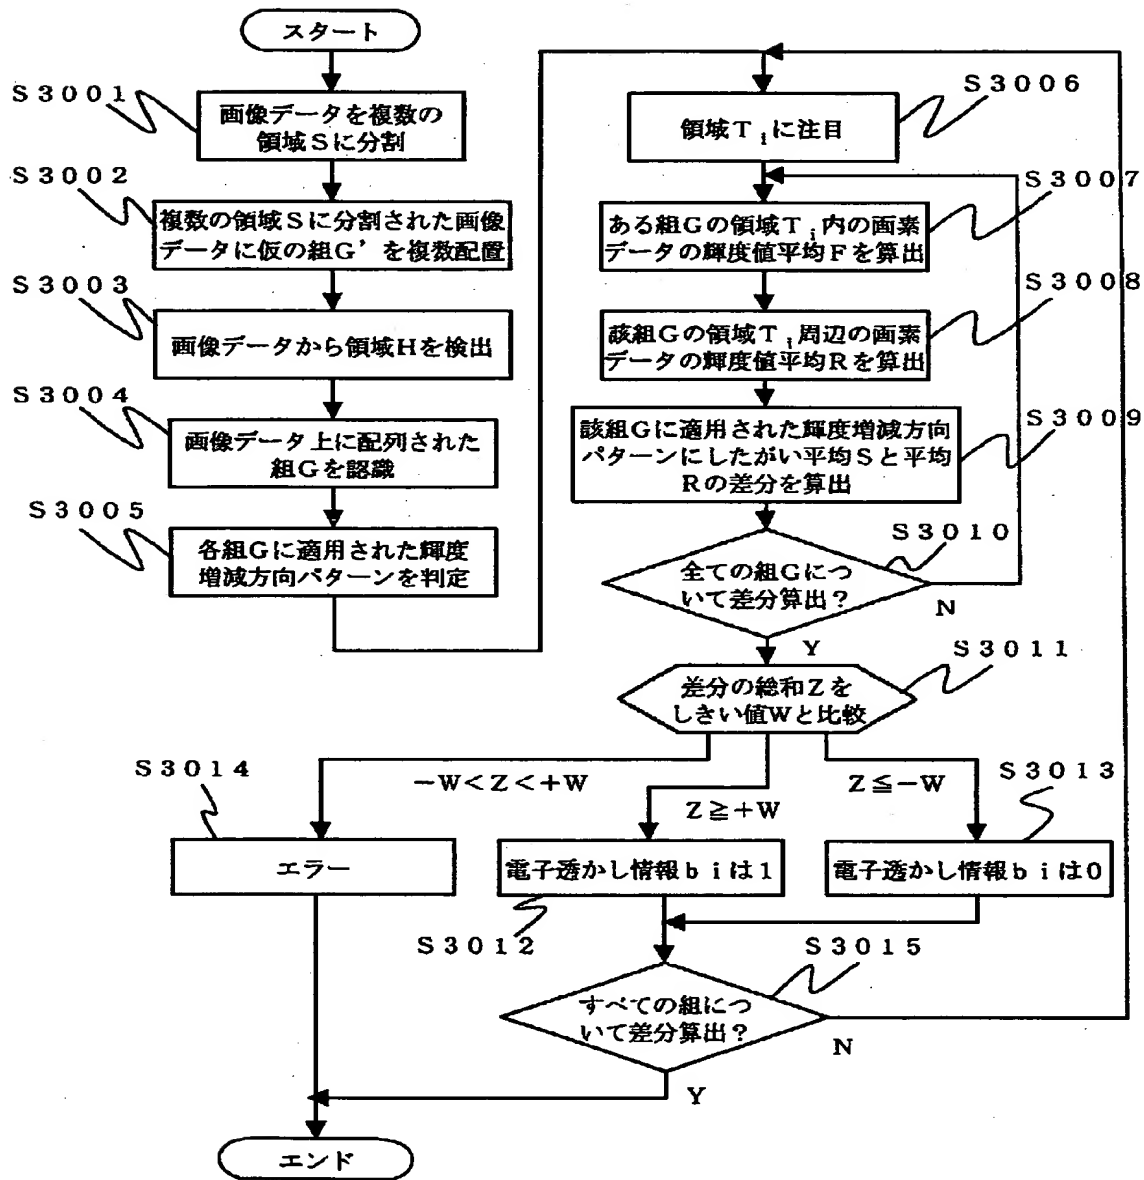 スタート
S3001
画像データを複数の
領域Sに分割
S3002
複数の領域Sに分割された画像
データに仮の組G'を複数配置
S3003
画像データから領域Hを検出
S3004
画像データ上に配列された
組Gを認識
S3005
各組Gに適用された輝度
増減方向パターンを判定
S3006
領域Tiに注目
S3007
ある組Gの領域Ti内の画素
データの輝度値平均Fを算出
S3008
該組Gの領域Ti周辺の画素
データの輝度値平均Rを算出
S3009
該組Gに適用された輝度増減方向
パターンにしたがい平均Sと平均
Rの差分を算出
S3010
全ての組Gにつ
いて差分算出?
N
Y
S3011
差分の総和Zを
しきい値Wと比較
S3014
−W<Z<+W
Z≧+W
Z≦−W
S3013
エラー
電子透かし情報biは1
電子透かし情報biは0
S3012
S3015
すべての組につ
いて差分算出?
N
Y
エンド